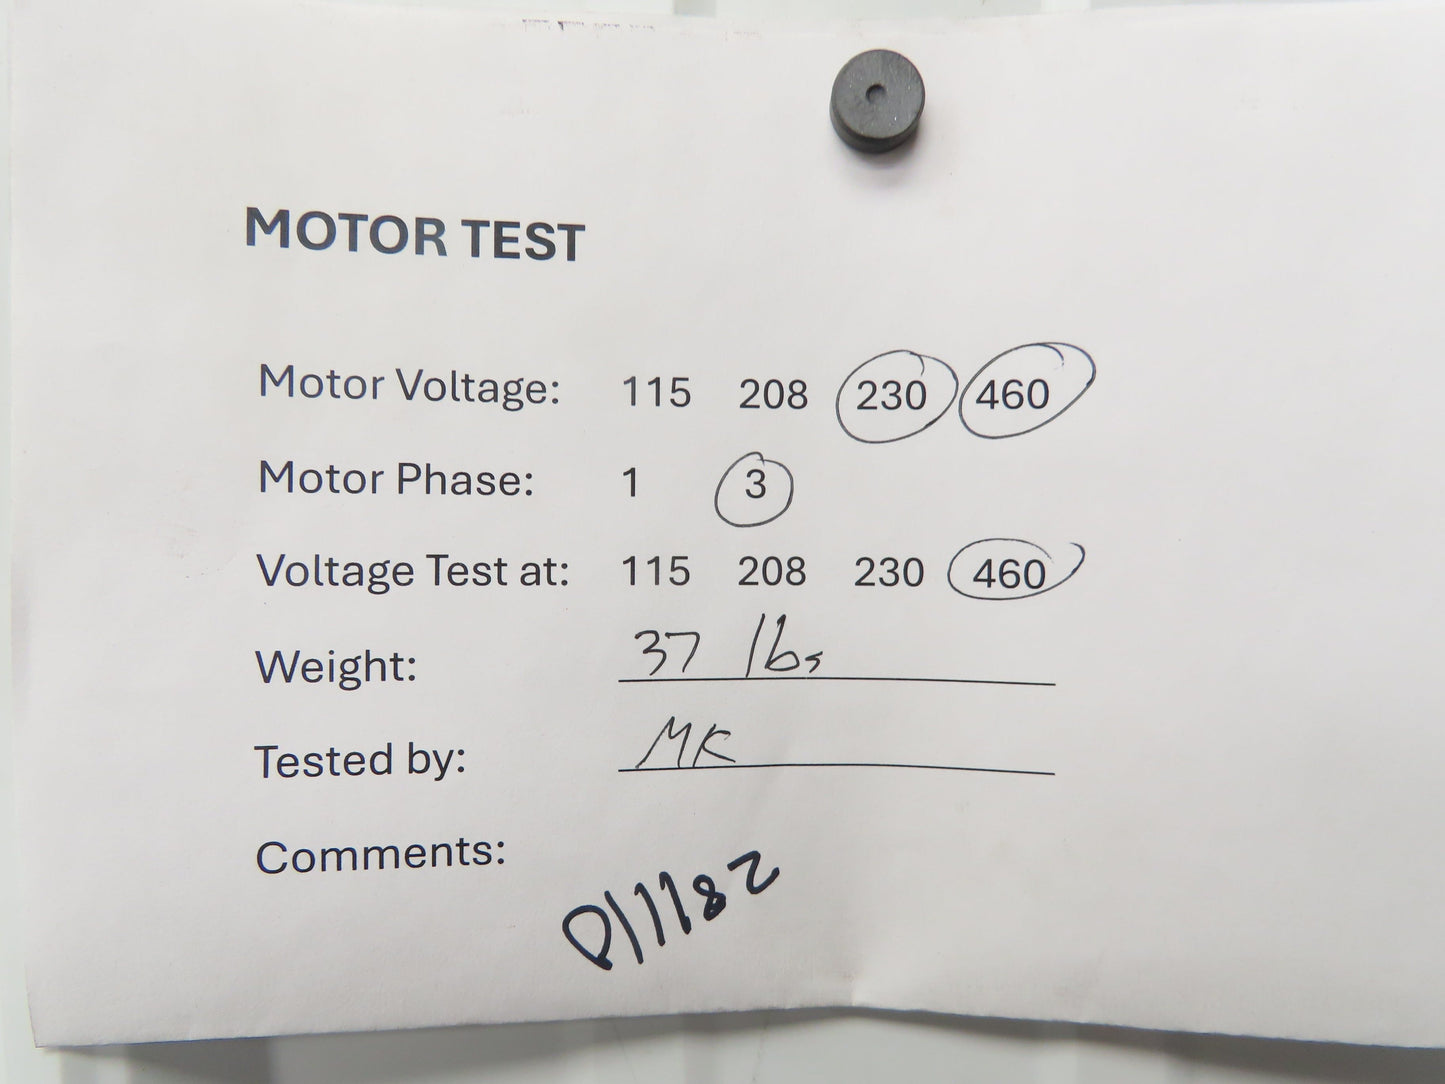 MOTOR TEST
Motor Voltage: 115 208 230 460
Motor Phase: 1 3
Voltage Test at: 115 208 230 460
Weight: 37 lbs
Tested by: MK
Comments:
D11182